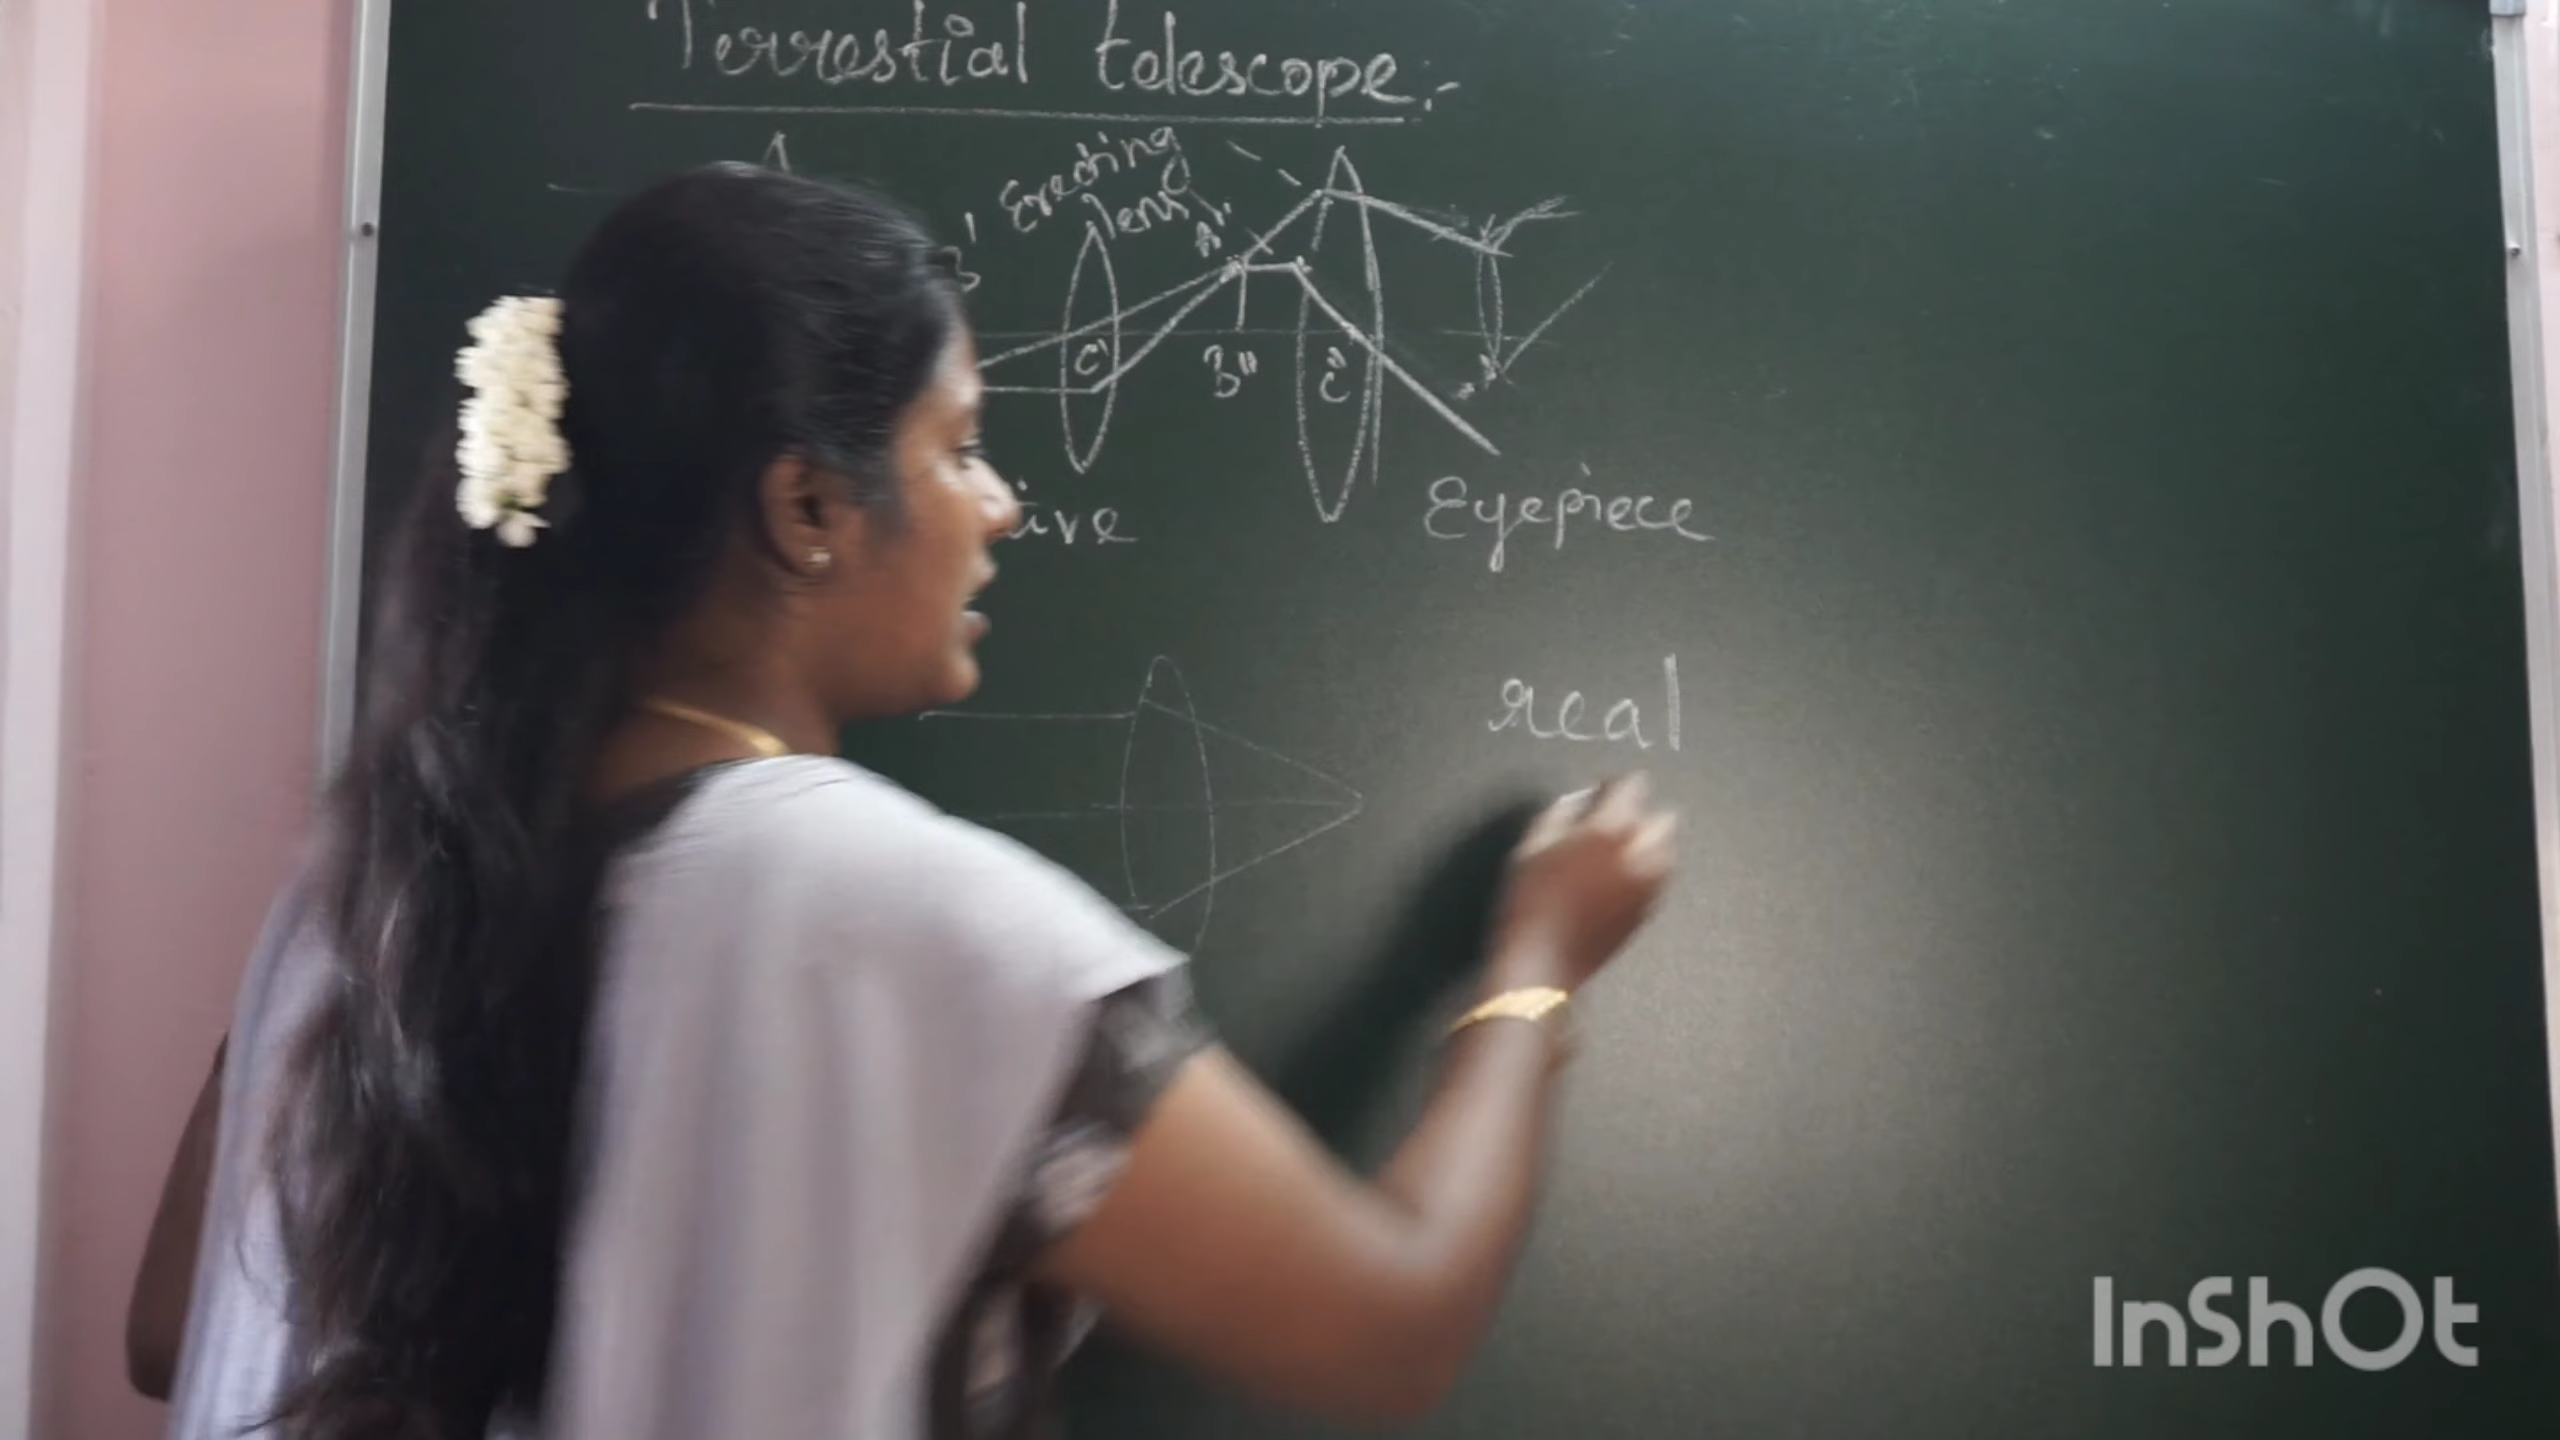 Terrestial telescope:-
Erecting
lens
A"
B'
C'
B"
C"
Eyepiece
real
InShOt